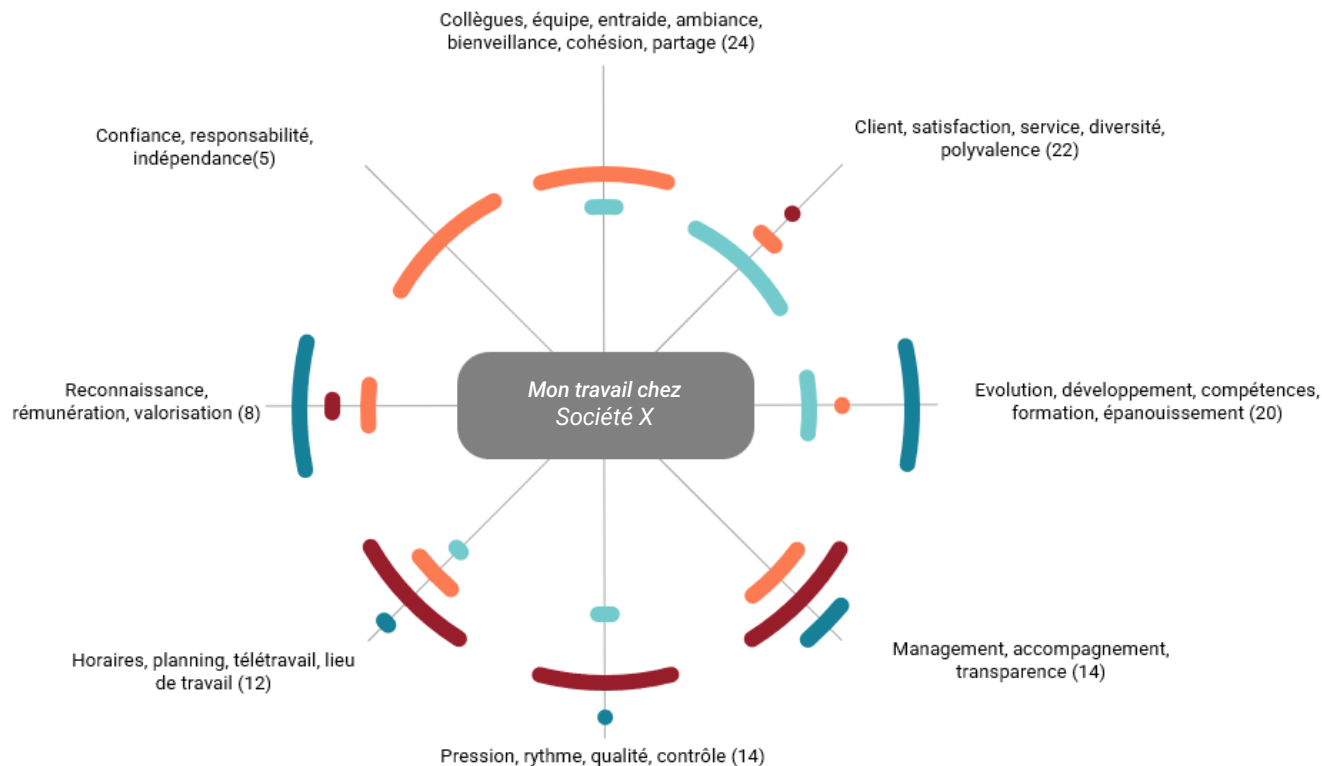 Collègues, équipe, entraide, ambiance,
bienveillance, cohésion, partage (24)
Client, satisfaction, service, diversité,
polyvalence (22)
Confiance, responsabilité,
indépendance(5)
Mon travail chez
Société X
Reconnaissance,
rémunération, valorisation (8)
Evolution, développement, compétences,
formation, épanouissement (20)
Horaires, planning, télétravail, lieu
de travail (12)
Management, accompagnement,
transparence (14)
Pression, rythme, qualité, contrôle (14)